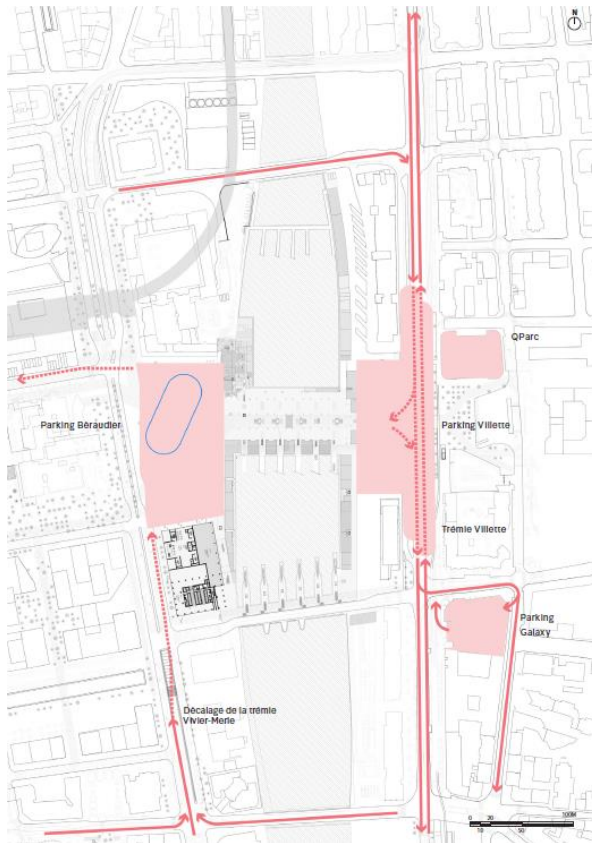 N
QParc
Parking Béraudier
Parking Villette
Trémie Villette
Parking
Galaxy
Décalage de la trémie
Vivier-Merle
0 20 100M
10 50